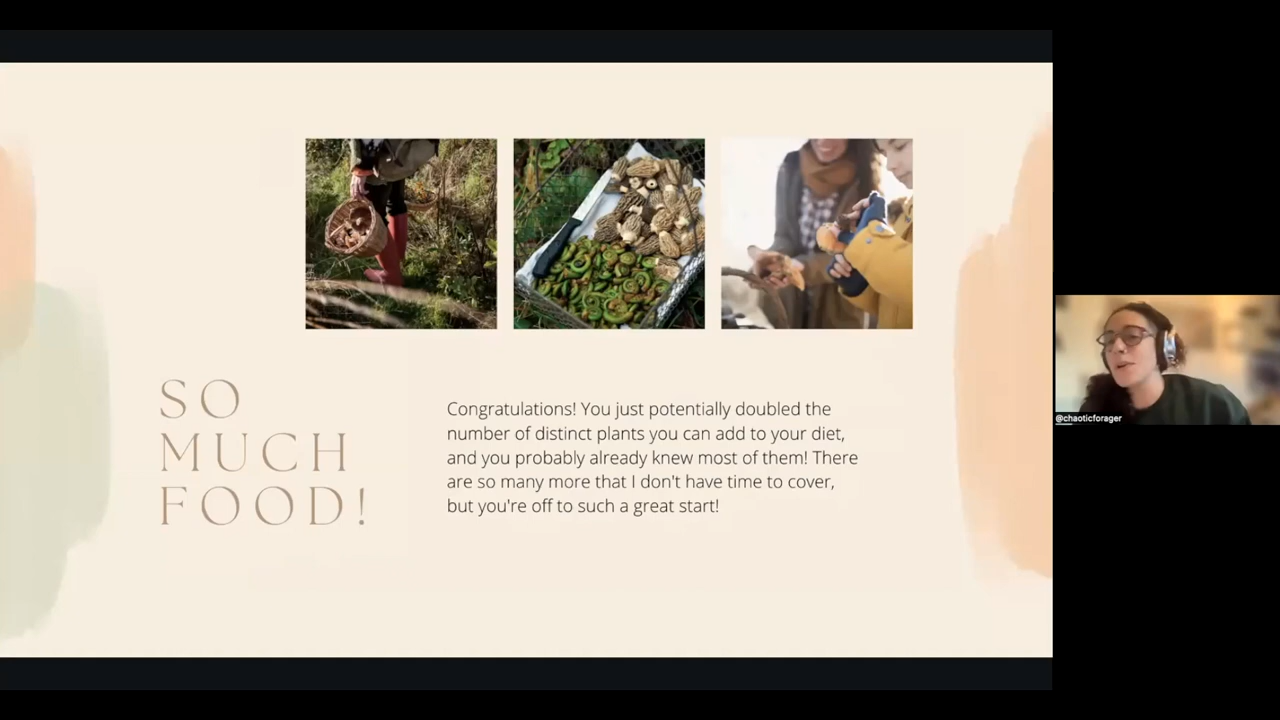 SO
MUCH
FOOD!
Congratulations! You just potentially doubled the
number of distinct plants you can add to your diet,
and you probably already knew most of them! There
are so many more that I don't have time to cover,
but you're off to such a great start!
@chaoticforager